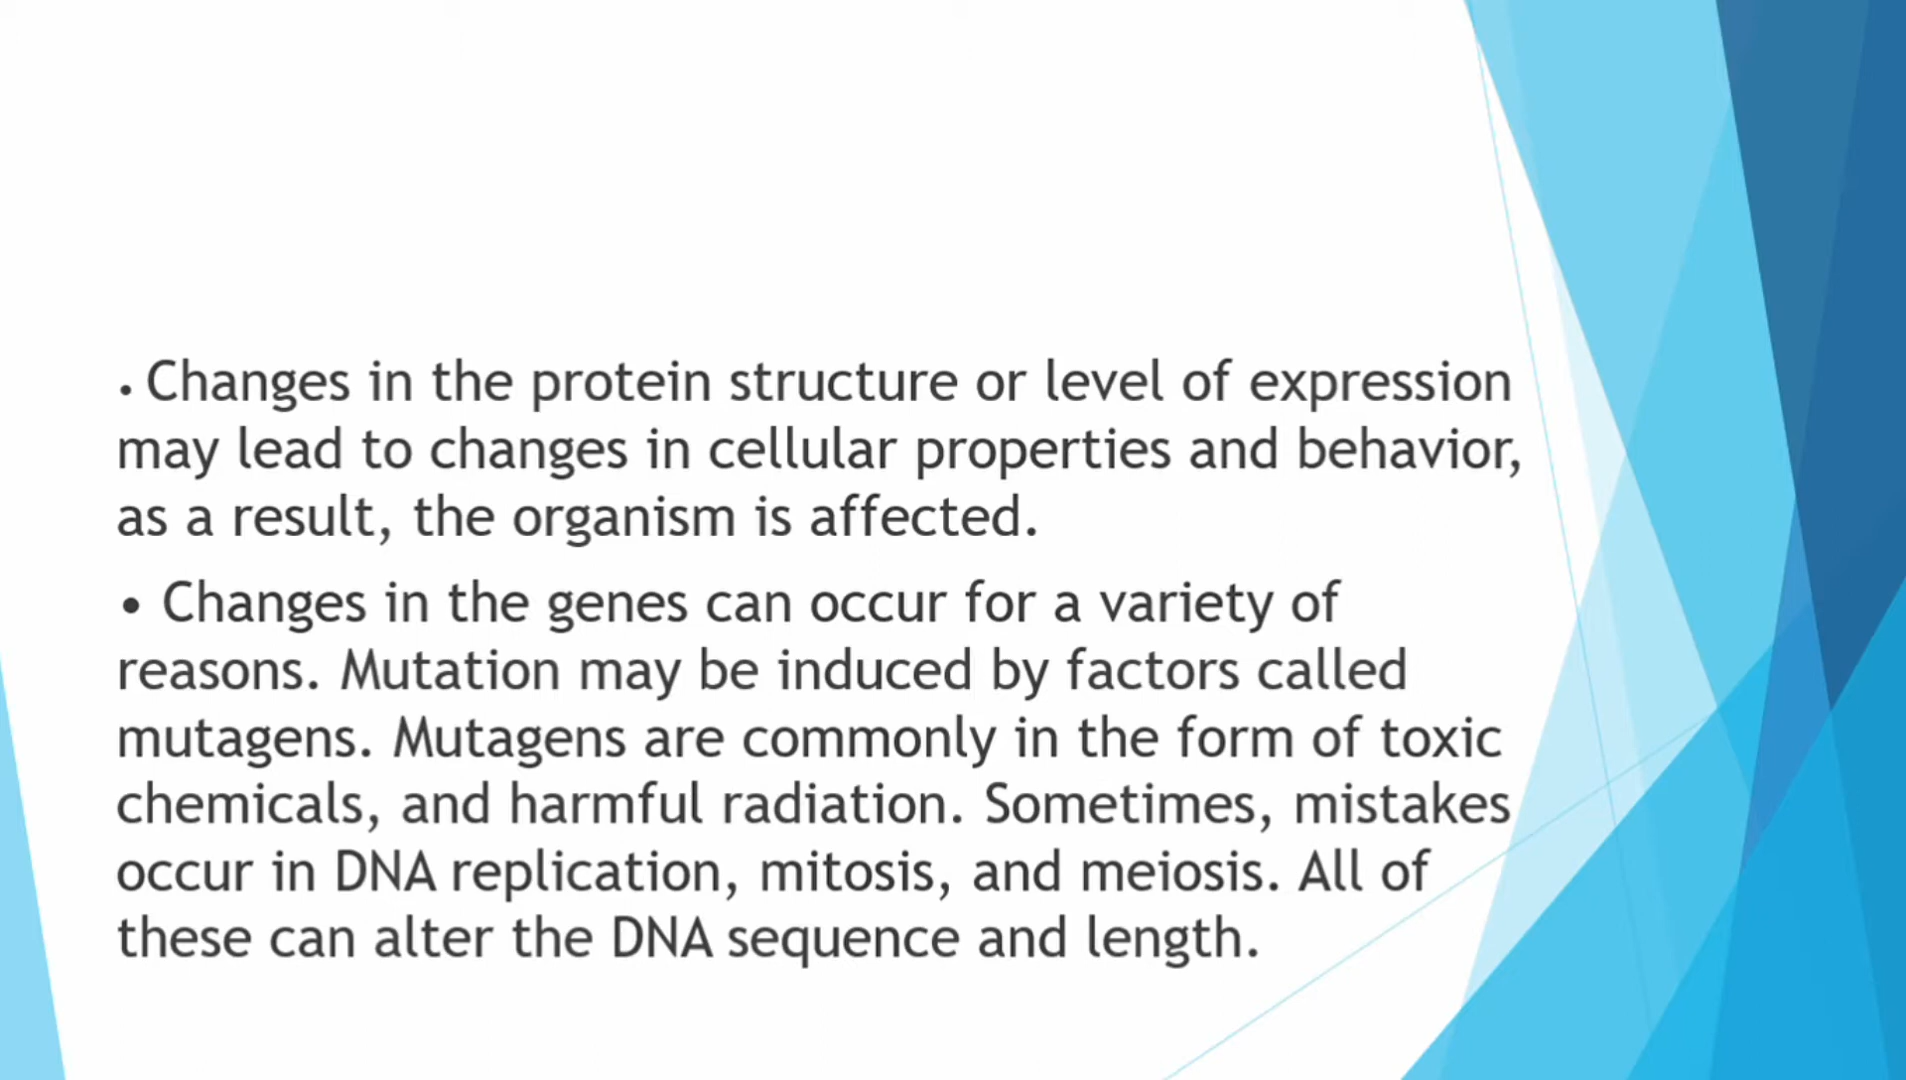 • Changes in the protein structure or level of expression
may lead to changes in cellular properties and behavior,
as a result, the organism is affected.
• Changes in the genes can occur for a variety of
reasons. Mutation may be induced by factors called
mutagens. Mutagens are commonly in the form of toxic
chemicals, and harmful radiation. Sometimes, mistakes
occur in DNA replication, mitosis, and meiosis. All of
these can alter the DNA sequence and length.